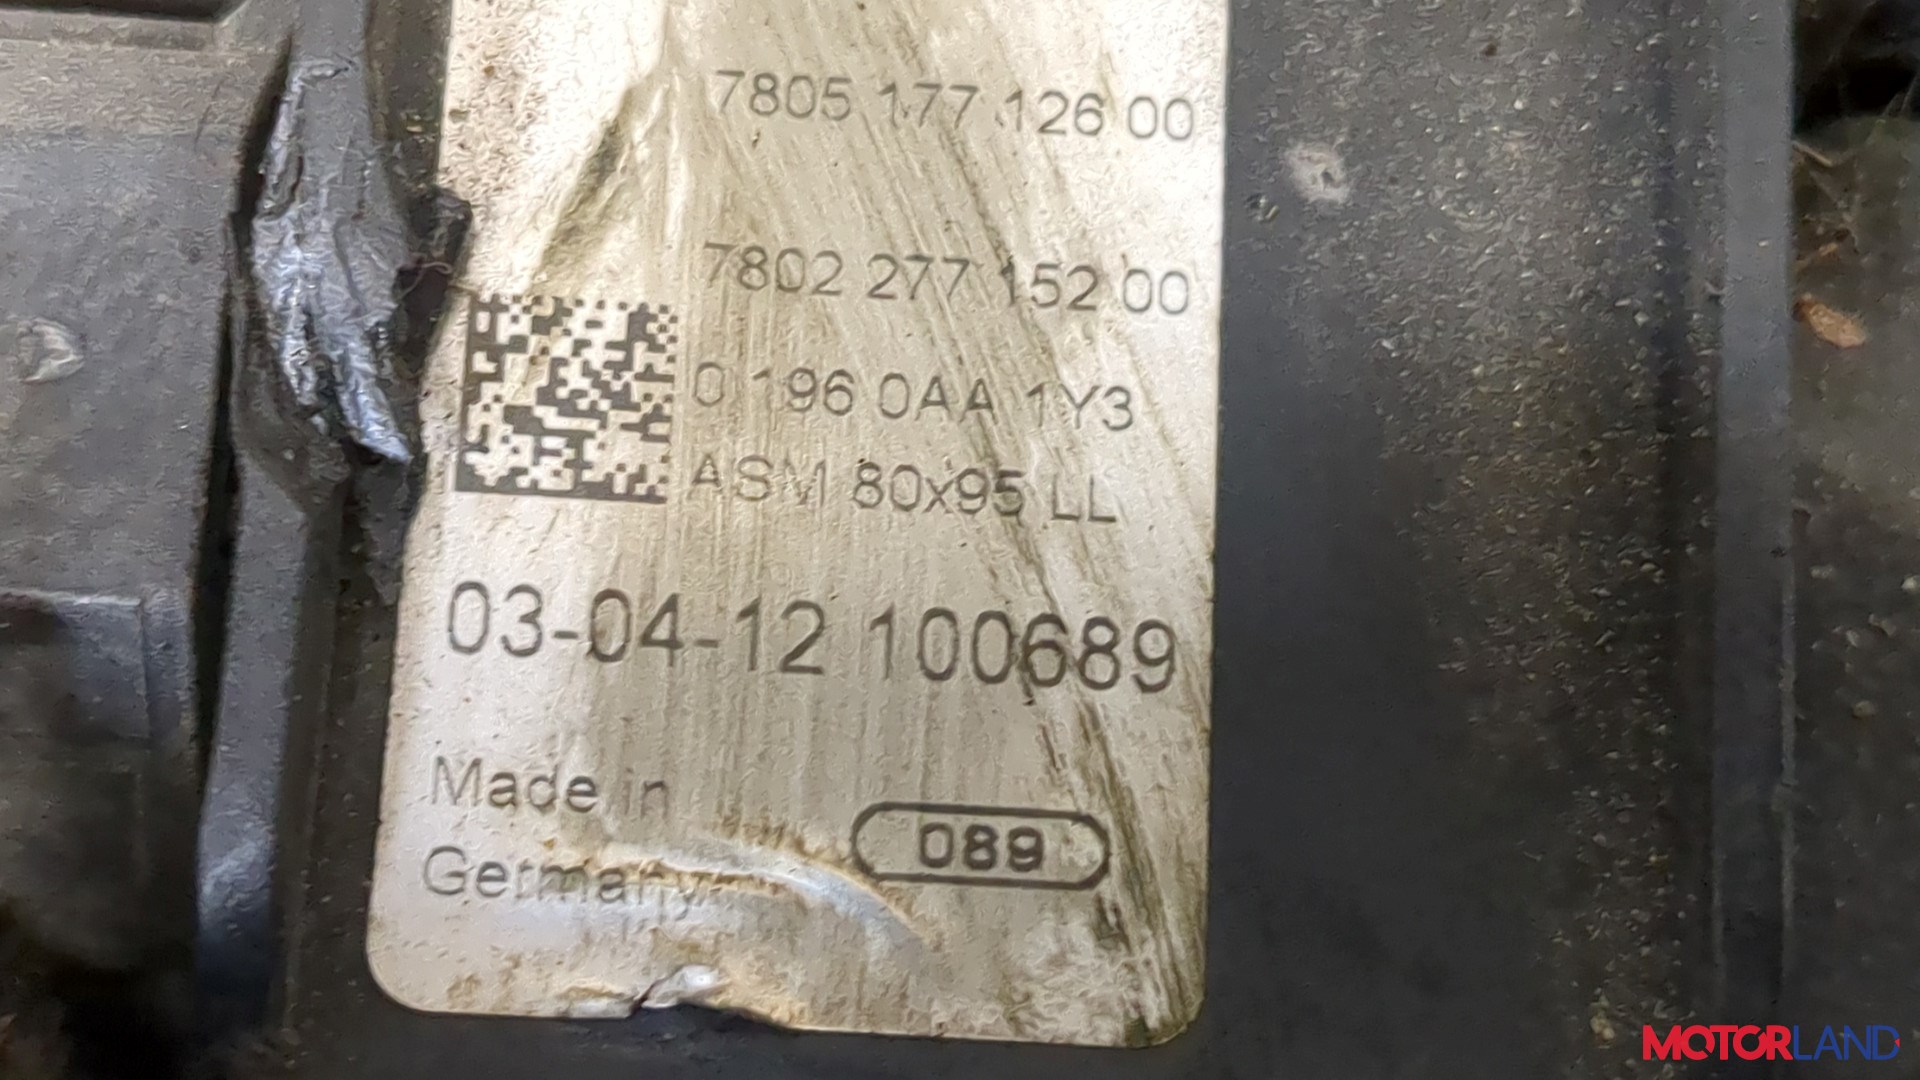 7805 177 126 00
7802 277 152 00
0 196 0AA 1Y3
ASM 80x95 LL
03-04-12 100689
Made in
Germany
089
MOTORLAND